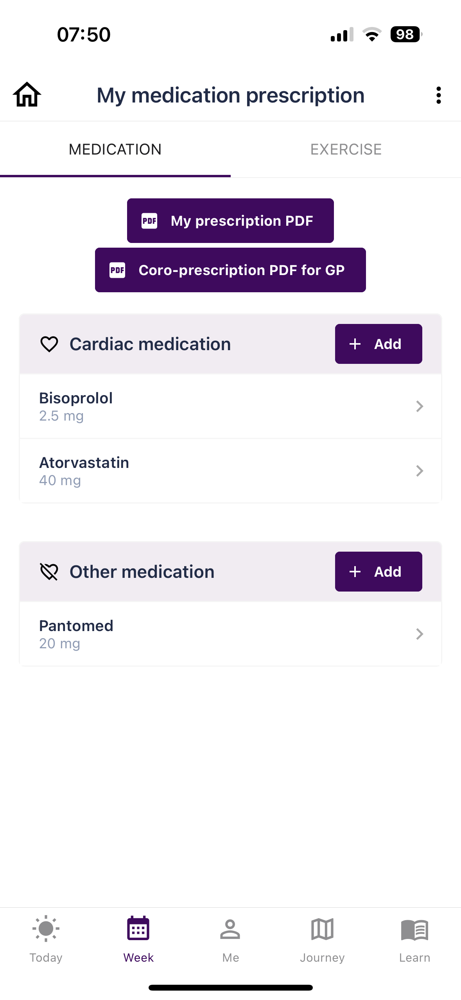 07:50
98
My medication prescription
MEDICATION
EXERCISE
PDF My prescription PDF
PDF Coro-prescription PDF for GP
Cardiac medication
+ Add
Bisoprolol
2.5 mg
Atorvastatin
40 mg
Other medication
+ Add
Pantomed
20 mg
Today
Week
Me
Journey
Learn